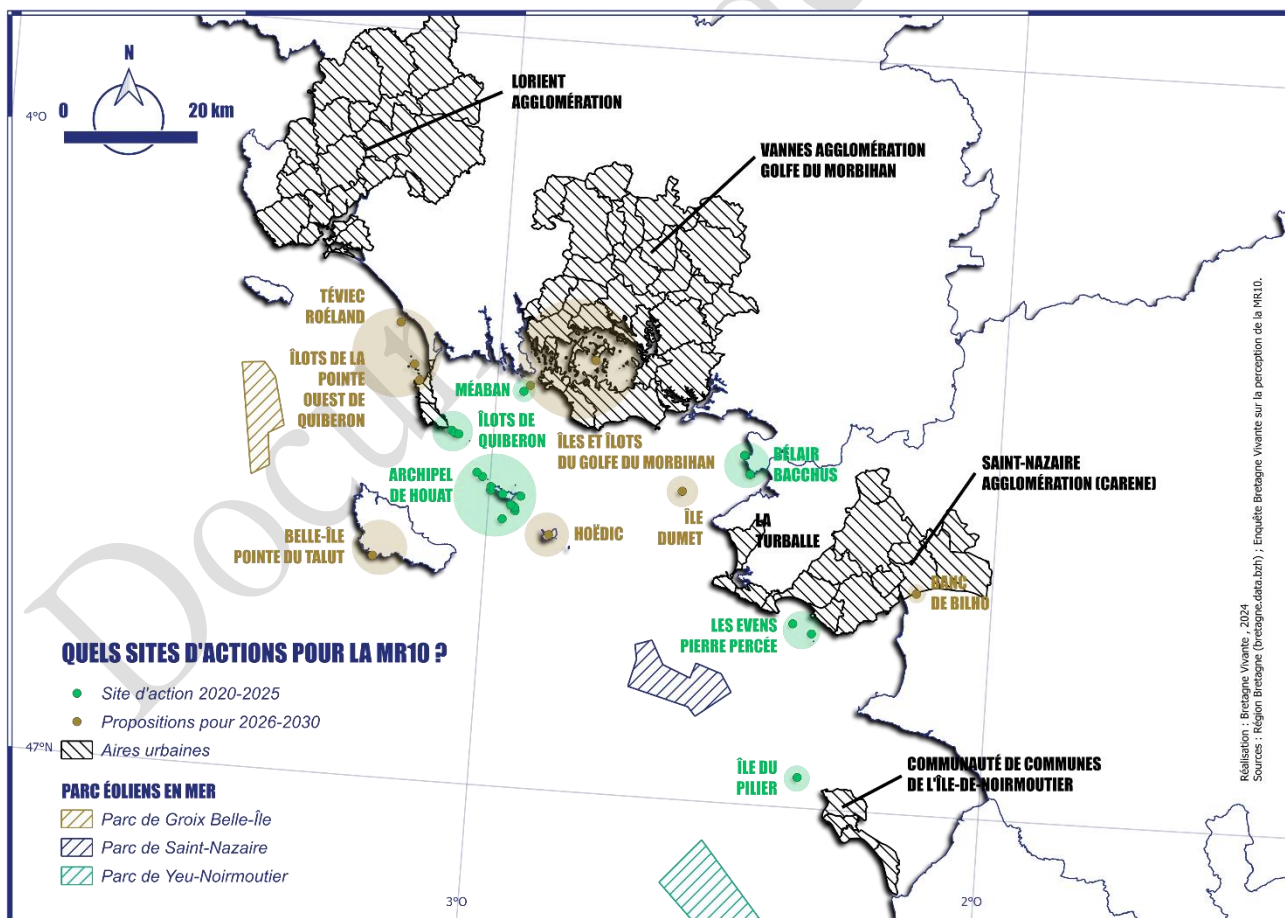 N
0 20 km
4°O
LORIENT
AGGLOMÉRATION
VANNES AGGLOMÉRATION
GOLFE DU MORBIHAN
TÉVIEC
ROÉLAND
ÎLOTS DE LA
POINTE
OUEST DE
QUIBERON
MÉABAN
ÎLOTS DE
QUIBERON
ÎLES ET ÎLOTS
DU GOLFE DU MORBIHAN
BÉLAIR
BACCHUS
SAINT-NAZAIRE
AGGLOMÉRATION (CARENE)
ARCHIPEL
DE HOUAT
ÎLE
DUMET
LA
TURBALLE
BELLE-ÎLE
POINTE DU TALUT
HOËDIC
BANC
DE BILHO
LES EVENS
PIERRE PERCÉE
QUELS SITES D'ACTIONS POUR LA MR10 ?
Site d'action 2020-2025
Propositions pour 2026-2030
Aires urbaines
PARC ÉOLIENS EN MER
Parc de Groix Belle-Île
Parc de Saint-Nazaire
Parc de Yeu-Noirmoutier
47°N
ÎLE DU
PILIER
COMMUNAUTÉ DE COMMUNES
DE L'ÎLE-DE-NOIRMOUTIER
3°O
2°O
Réalisation : Bretagne Vivante , 2024
Sources : Région Bretagne (bretagne.data.bzh) ; Enquête Bretagne Vivante sur la perception de la MR10.